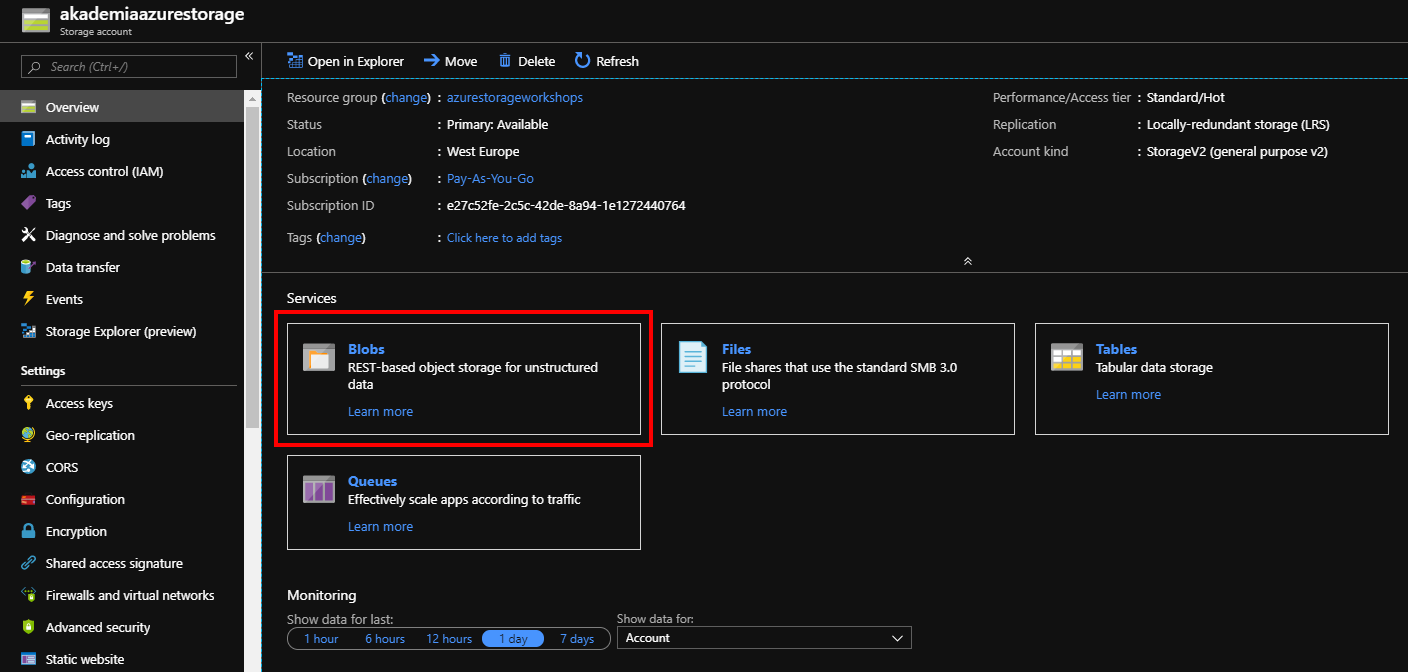 akademiaazurestorage
Storage account
Search (Ctrl+/)
«
Overview
Activity log
Access control (IAM)
Tags
Diagnose and solve problems
Data transfer
Events
Storage Explorer (preview)
Settings
Access keys
Geo-replication
CORS
Configuration
Encryption
Shared access signature
Firewalls and virtual networks
Advanced security
Static website
Open in Explorer Move Delete Refresh
Resource group (change) : azurestorageworkshops
Status : Primary: Available
Location : West Europe
Subscription (change) : Pay-As-You-Go
Subscription ID : e27c52fe-2c5c-42de-8a94-1e1272440764
Tags (change) : Click here to add tags
Performance/Access tier : Standard/Hot
Replication : Locally-redundant storage (LRS)
Account kind : StorageV2 (general purpose v2)
Services
Blobs
REST-based object storage for unstructured
data
Learn more
Files
File shares that use the standard SMB 3.0
protocol
Learn more
Tables
Tabular data storage
Learn more
Queues
Effectively scale apps according to traffic
Learn more
Monitoring
Show data for last:
1 hour 6 hours 12 hours 1 day 7 days
Show data for:
Account